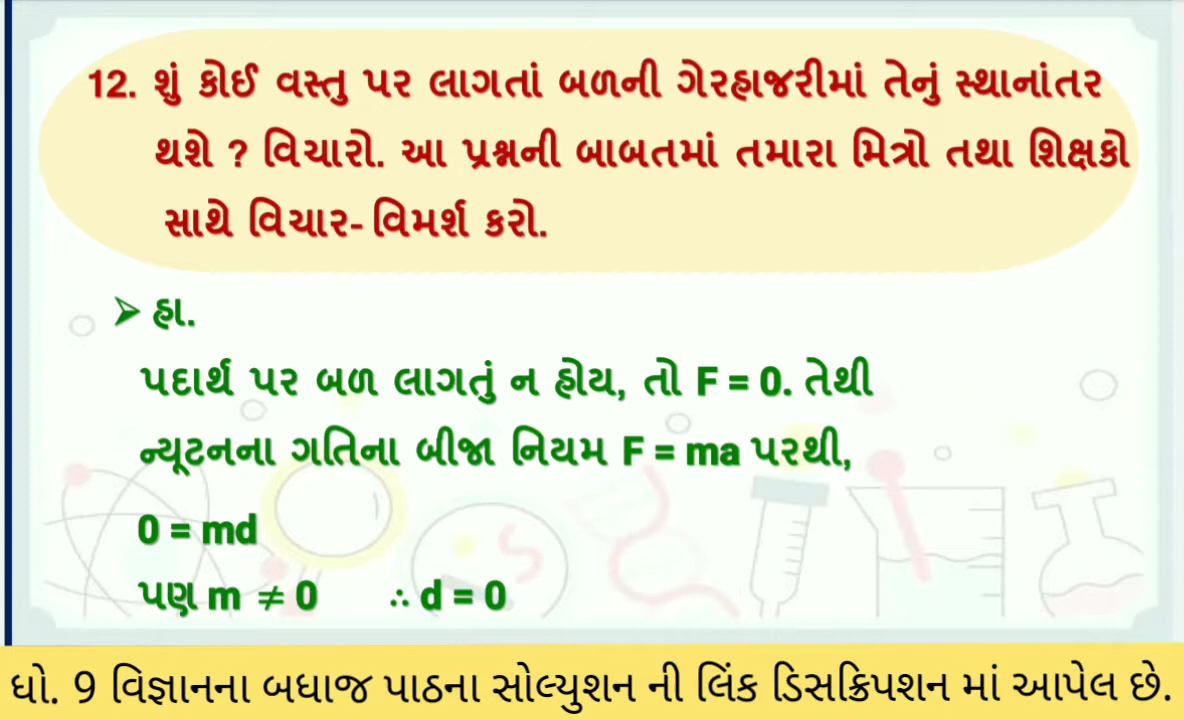 12. શું કોઈ વસ્તુ પર લાગતાં બળની ગેરહાજરીમાં તેનું સ્થાનાંતર
થશે ? વિચારો. આ પ્રશ્નની બાબતમાં તમારા મિત્રો તથા શિક્ષકો
સાથે વિચાર- વિમર્શ કરો.
➢ હા.
પદાર્થ પર બળ લાગતું ન હોય, તો F = 0. તેથી
ન્યૂટનના ગતિના બીજા નિયમ F = ma પરથી,
0 = md
પણ m ≠ 0 ∴ d = 0
ધો. 9 વિજ્ઞાનના બધાજ પાઠના સોલ્યુશન ની લિંક ડિસક્રિપશન માં આપેલ છે.